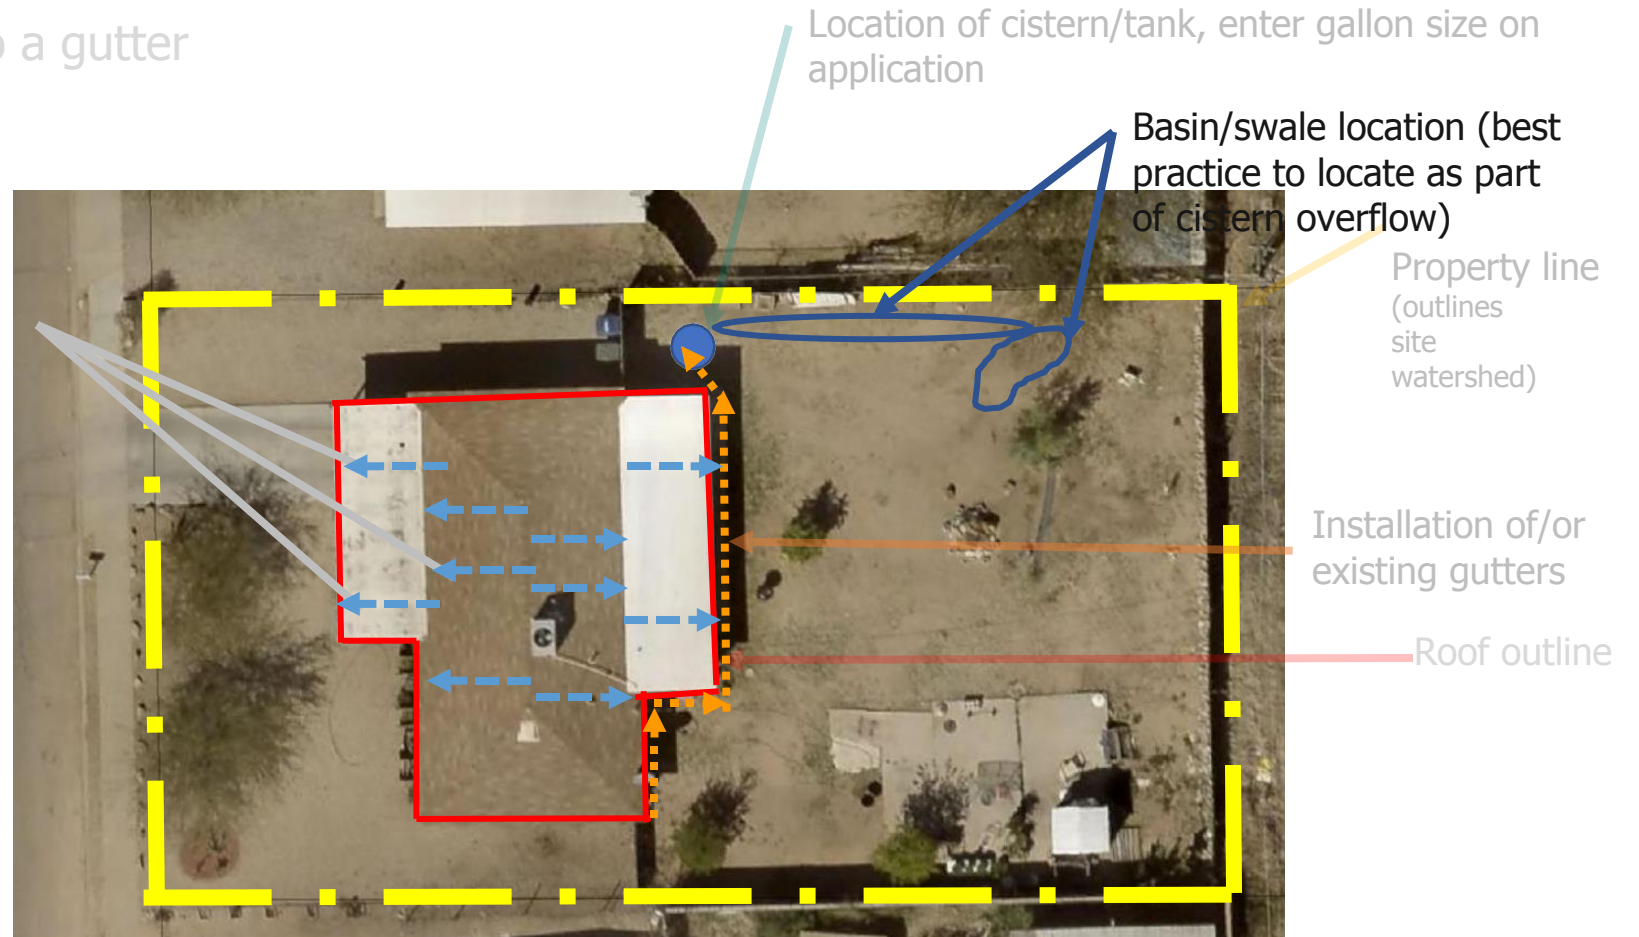 a gutter
Location of cistern/tank, enter gallon size on
application
Basin/swale location (best
practice to locate as part
of cistern overflow)
Property line
(outlines
site
watershed)
Installation of/or
existing gutters
Roof outline